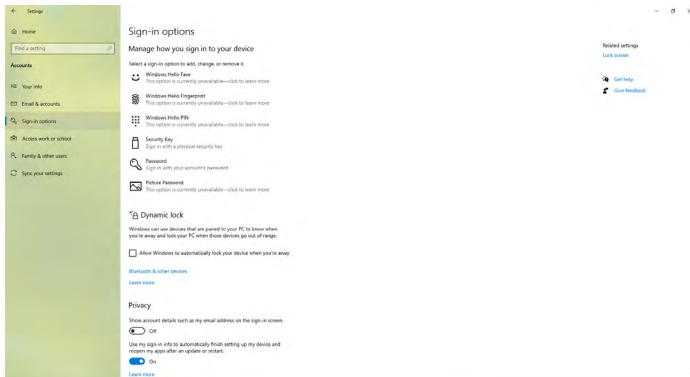 Settings
Home
Find a setting
Accounts
Your info
Email & accounts
Sign-in options
Access work or school
Family & other users
Sync your settings
Sign-in options
Manage how you sign in to your device
Select a sign-in option to add, change, or remove it.
Windows Hello Face
This option is currently unavailable—click to learn more
Windows Hello Fingerprint
This option is currently unavailable—click to learn more
Windows Hello PIN
This option is currently unavailable—click to learn more
Security Key
Sign in with a physical security key
Password
Sign in with your account's password
Picture Password
This option is currently unavailable—click to learn more
Dynamic lock
Windows can use devices that are paired to your PC to know when
you're away and lock your PC when those devices go out of range.
Allow Windows to automatically lock your device when you're away
Bluetooth & other devices
Learn more
Privacy
Show account details such as my email address on the sign-in screen.
Off
Use my sign-in info to automatically finish setting up my device and
reopen my apps after an update or restart.
On
Learn more
Related settings
Lock screen
Get help
Give feedback